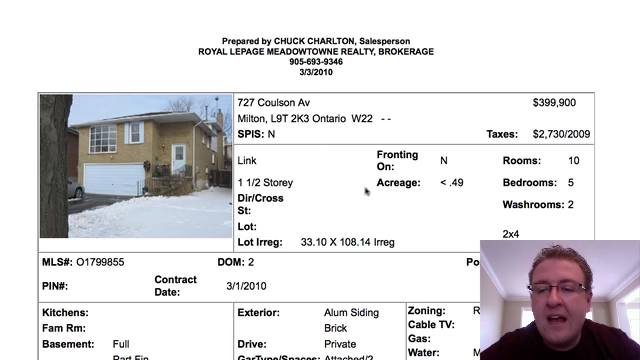 Prepared by CHUCK CHARLTON, Salesperson
ROYAL LEPAGE MEADOWTOWNE REALTY, BROKERAGE
905-693-9346
3/3/2010
727 Coulson Av $399,900
Milton, L9T 2K3 Ontario W22 - -
SPIS: N Taxes: $2,730/2009
Link Fronting On: N Rooms: 10
1 1/2 Storey Acreage: < .49 Bedrooms: 5
Dir/Cross St: Washrooms: 2
Lot: 2x4
Lot Irreg: 33.10 X 108.14 Irreg
MLS#: O1799855 DOM: 2 Po
PIN#: Contract Date: 3/1/2010
Kitchens: Exterior: Alum Siding Zoning: R
Fam Rm: Brick Cable TV:
Basement: Full Drive: Private Gas:
Part Fin GarType/Spaces: Attached/2 Water: M